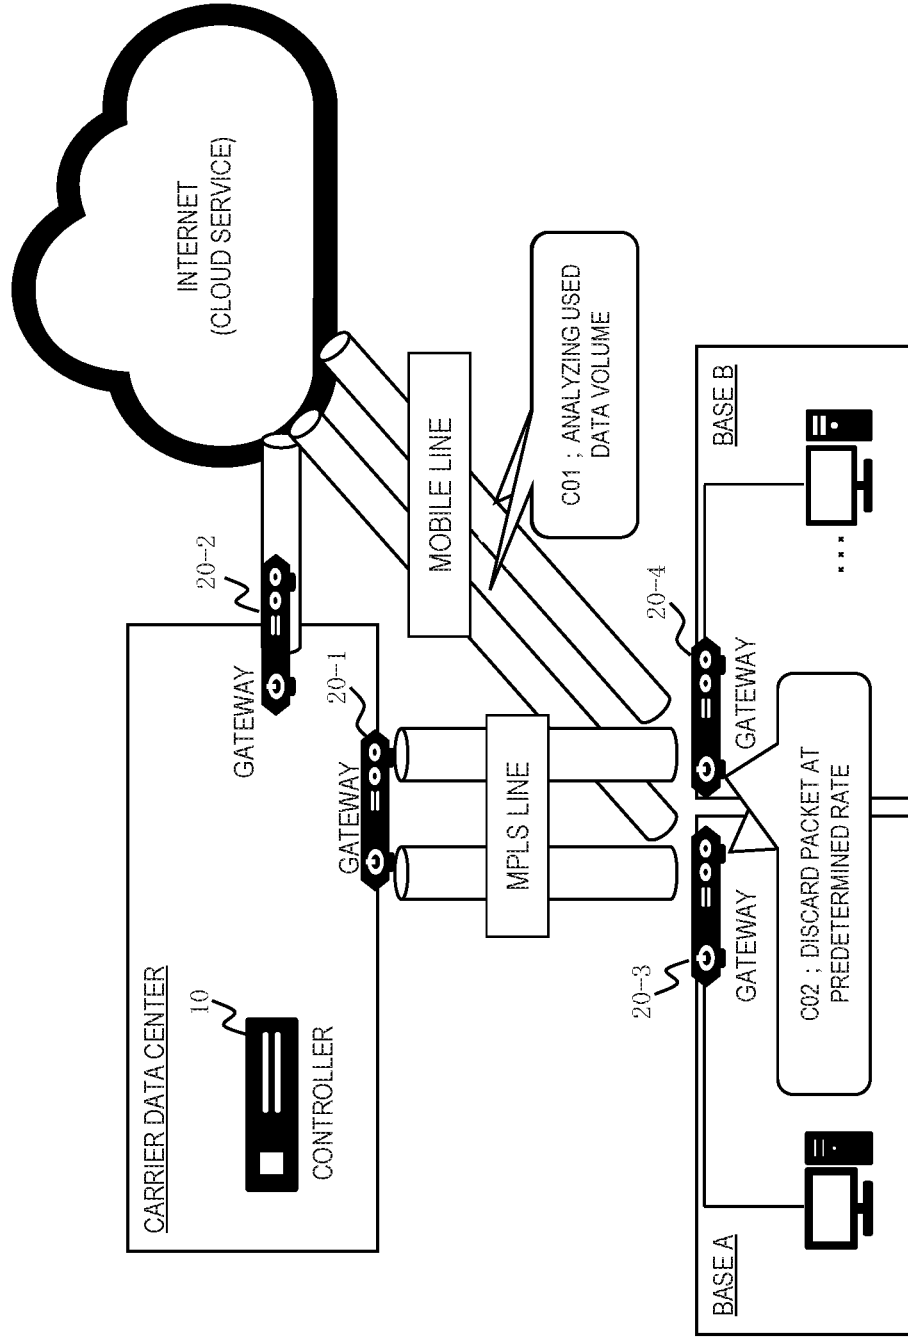 CARRIER DATA CENTER
10
CONTROLLER
GATEWAY
20-2
GATEWAY
20-1
INTERNET
(CLOUD SERVICE)
MPLS LINE
MOBILE LINE
C01 ; ANALYZING USED
DATA VOLUME
20-3
GATEWAY
20-4
GATEWAY
BASE A
BASE B
C02 ; DISCARD PACKET AT
PREDETERMINED RATE